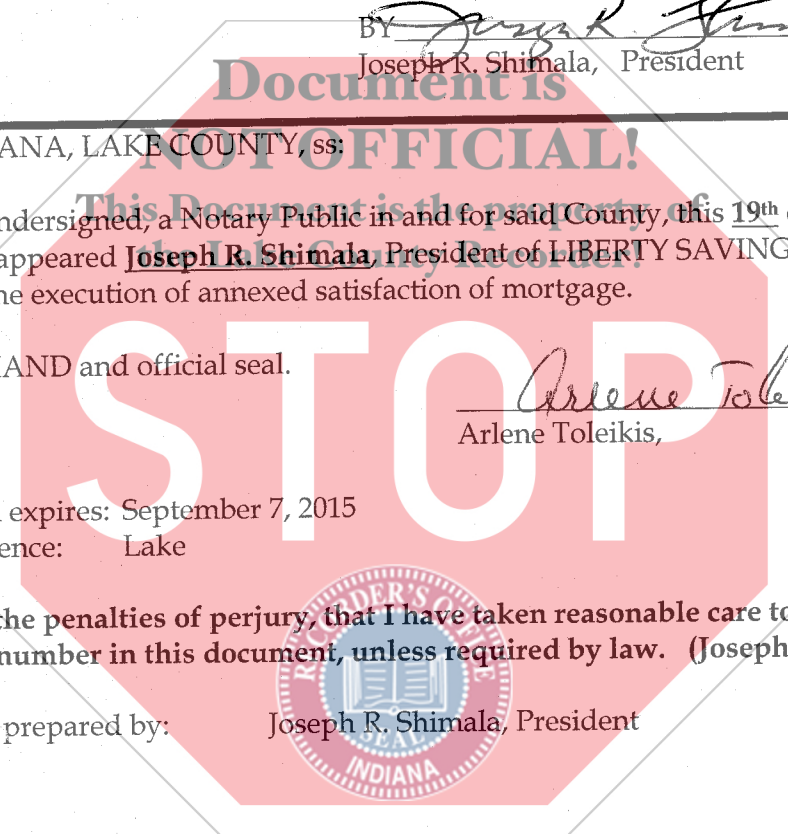 BY
Joseph R. Shimala, President
Document is
NOT OFFICIAL!
ANA, LAKE COUNTY, ss:
This Document is the property of
the Lake County Recorder!
ndersigned, a Notary Public in and for said County, this 19th
appeared Joseph R. Shimala, President of LIBERTY SAVING
he execution of annexed satisfaction of mortgage.
STOP
HAND and official seal.
Arlene Tole
Arlene Toleikis,
expires: September 7, 2015
ence: Lake
the penalties of perjury, that I have taken reasonable care to
number in this document, unless required by law. (Joseph
prepared by: Joseph R. Shimala, President
RECORDER'S OFFICE
SEAL
INDIANA